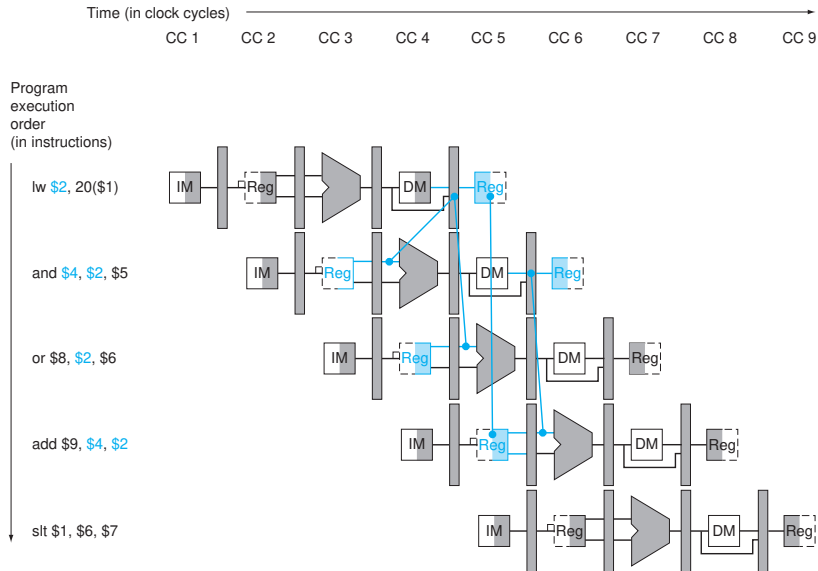 Time (in clock cycles)
CC 1 CC 2 CC 3 CC 4 CC 5 CC 6 CC 7 CC 8 CC 9
Program
execution
order
(in instructions)
lw $2, 20($1)
IM Reg DM Reg
and $4, $2, $5
IM Reg DM Reg
or $8, $2, $6
IM Reg DM Reg
add $9, $4, $2
IM Reg DM Reg
slt $1, $6, $7
IM Reg DM Reg